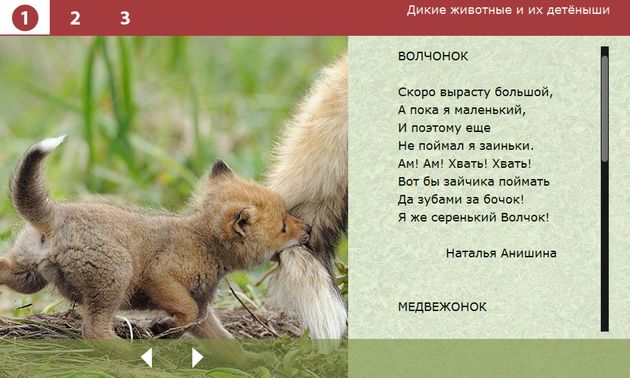 1 2 3
Дикие животные и их детёныши
ВОЛЧОНОК
Скоро вырасту большой,
А пока я маленький,
И поэтому еще
Не поймал я заиньки.
Ам! Ам! Хвать! Хвать!
Вот бы зайчика поймать
Да зубами за бочок!
Я же серенький Волчок!
Наталья Анишина
МЕДВЕЖОНОК